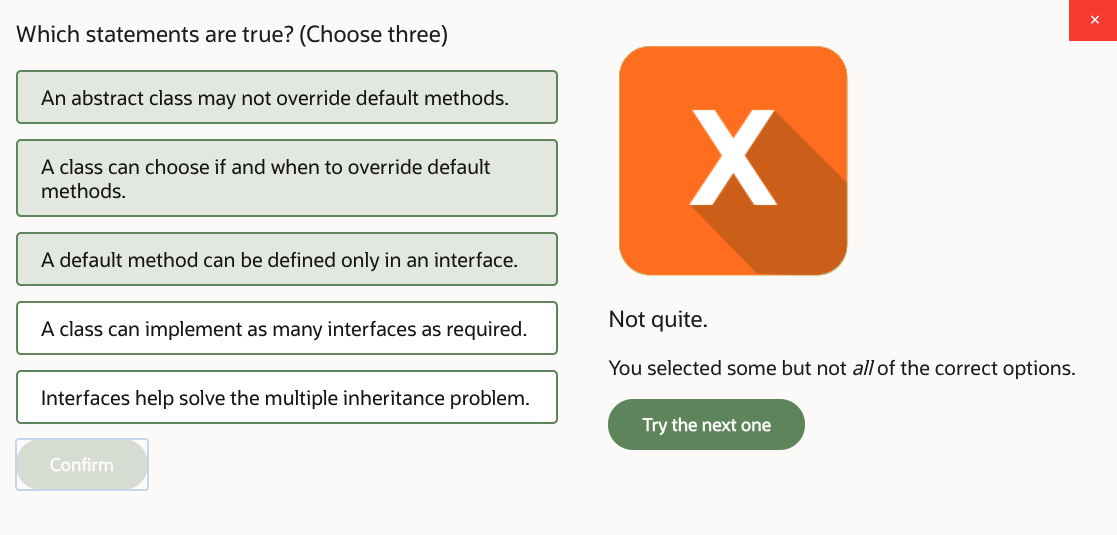 Which statements are true? (Choose three)
An abstract class may not override default methods.
A class can choose if and when to override default
methods.
A default method can be defined only in an interface.
A class can implement as many interfaces as required.
Interfaces help solve the multiple inheritance problem.
Confirm
×
X
Not quite.
You selected some but not all of the correct options.
Try the next one